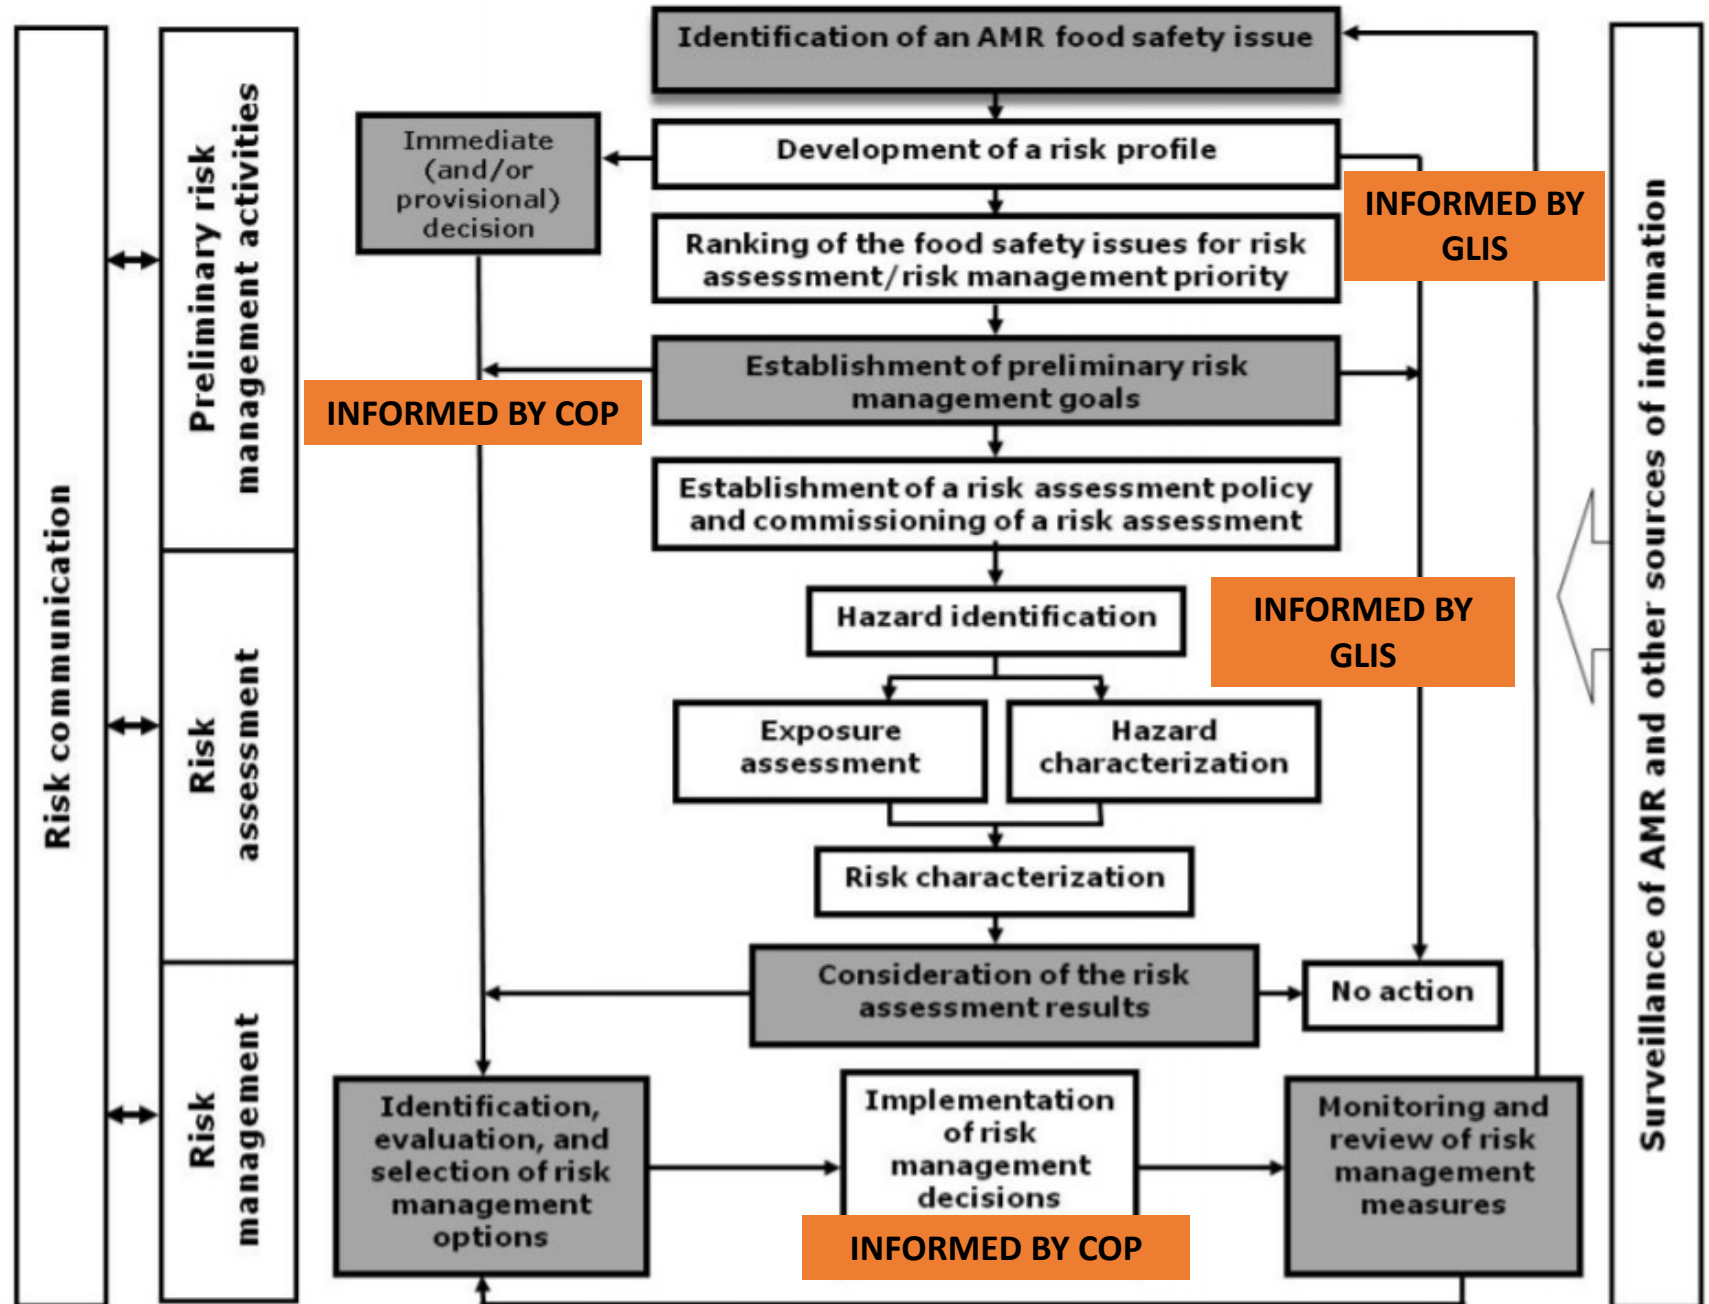 Risk communication
Preliminary risk
management activities
Risk
assessment
Risk
management
Identification of an AMR food safety issue
Immediate
(and/or
provisional)
decision
Development of a risk profile
INFORMED BY
GLIS
Ranking of the food safety issues for risk
assessment/risk management priority
Establishment of preliminary risk
management goals
INFORMED BY COP
Establishment of a risk assessment policy
and commissioning of a risk assessment
Hazard identification
INFORMED BY
GLIS
Exposure
assessment
Hazard
characterization
Risk characterization
Consideration of the risk
assessment results
No action
Identification,
evaluation, and
selection of risk
management
options
Implementation
of risk
management
decisions
INFORMED BY COP
Monitoring and
review of risk
management
measures
Surveillance of AMR and other sources of information